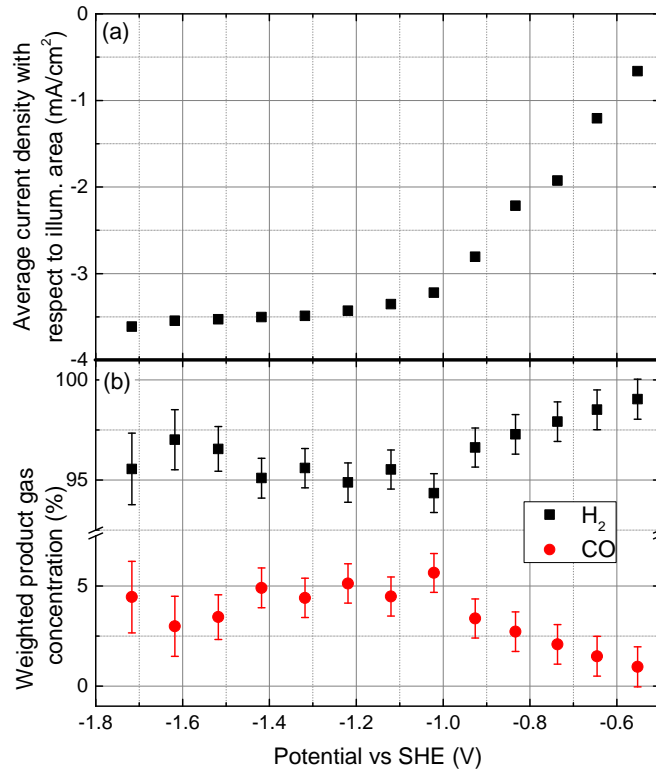 (a)
Average current density with
respect to illum. area (mA/cm²)
0
-1
-2
-3
-4
(b)
Weighted product gas
concentration (%)
100
95
5
0
H₂
CO
-1.8 -1.6 -1.4 -1.2 -1.0 -0.8 -0.6
Potential vs SHE (V)